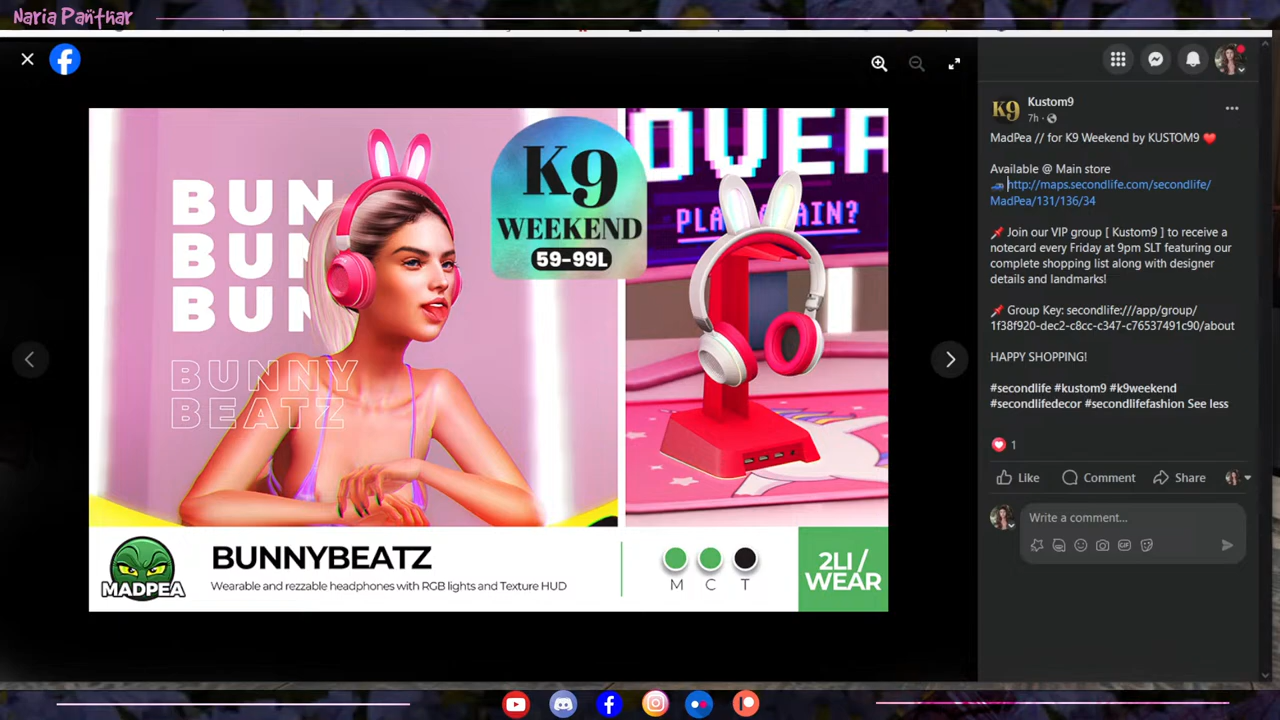 Naria Panthar
Kustom9
7h
MadPea // for K9 Weekend by KUSTOM9
Available @ Main store
http://maps.secondlife.com/secondlife/
MadPea/131/136/34
Join our VIP group [ Kustom9 ] to receive a
notecard every Friday at 9pm SLT featuring our
complete shopping list along with designer
details and landmarks!
Group Key: secondlife:///app/group/
1f38f920-dec2-c8cc-c347-c76537491c90/about
HAPPY SHOPPING!
#secondlife #kustom9 #k9weekend
#secondlifedecor #secondlifefashion See less
1
Like Comment Share
Write a comment...
GIF
K9
BUN
BUN
BUN
BUNNY
BEATZ
K9
WEEKEND
59-99L
OVER
PLAY AGAIN?
MADPEA
BUNNYBEATZ
Wearable and rezzable headphones with RGB lights and Texture HUD
M C T
2LI/
WEAR